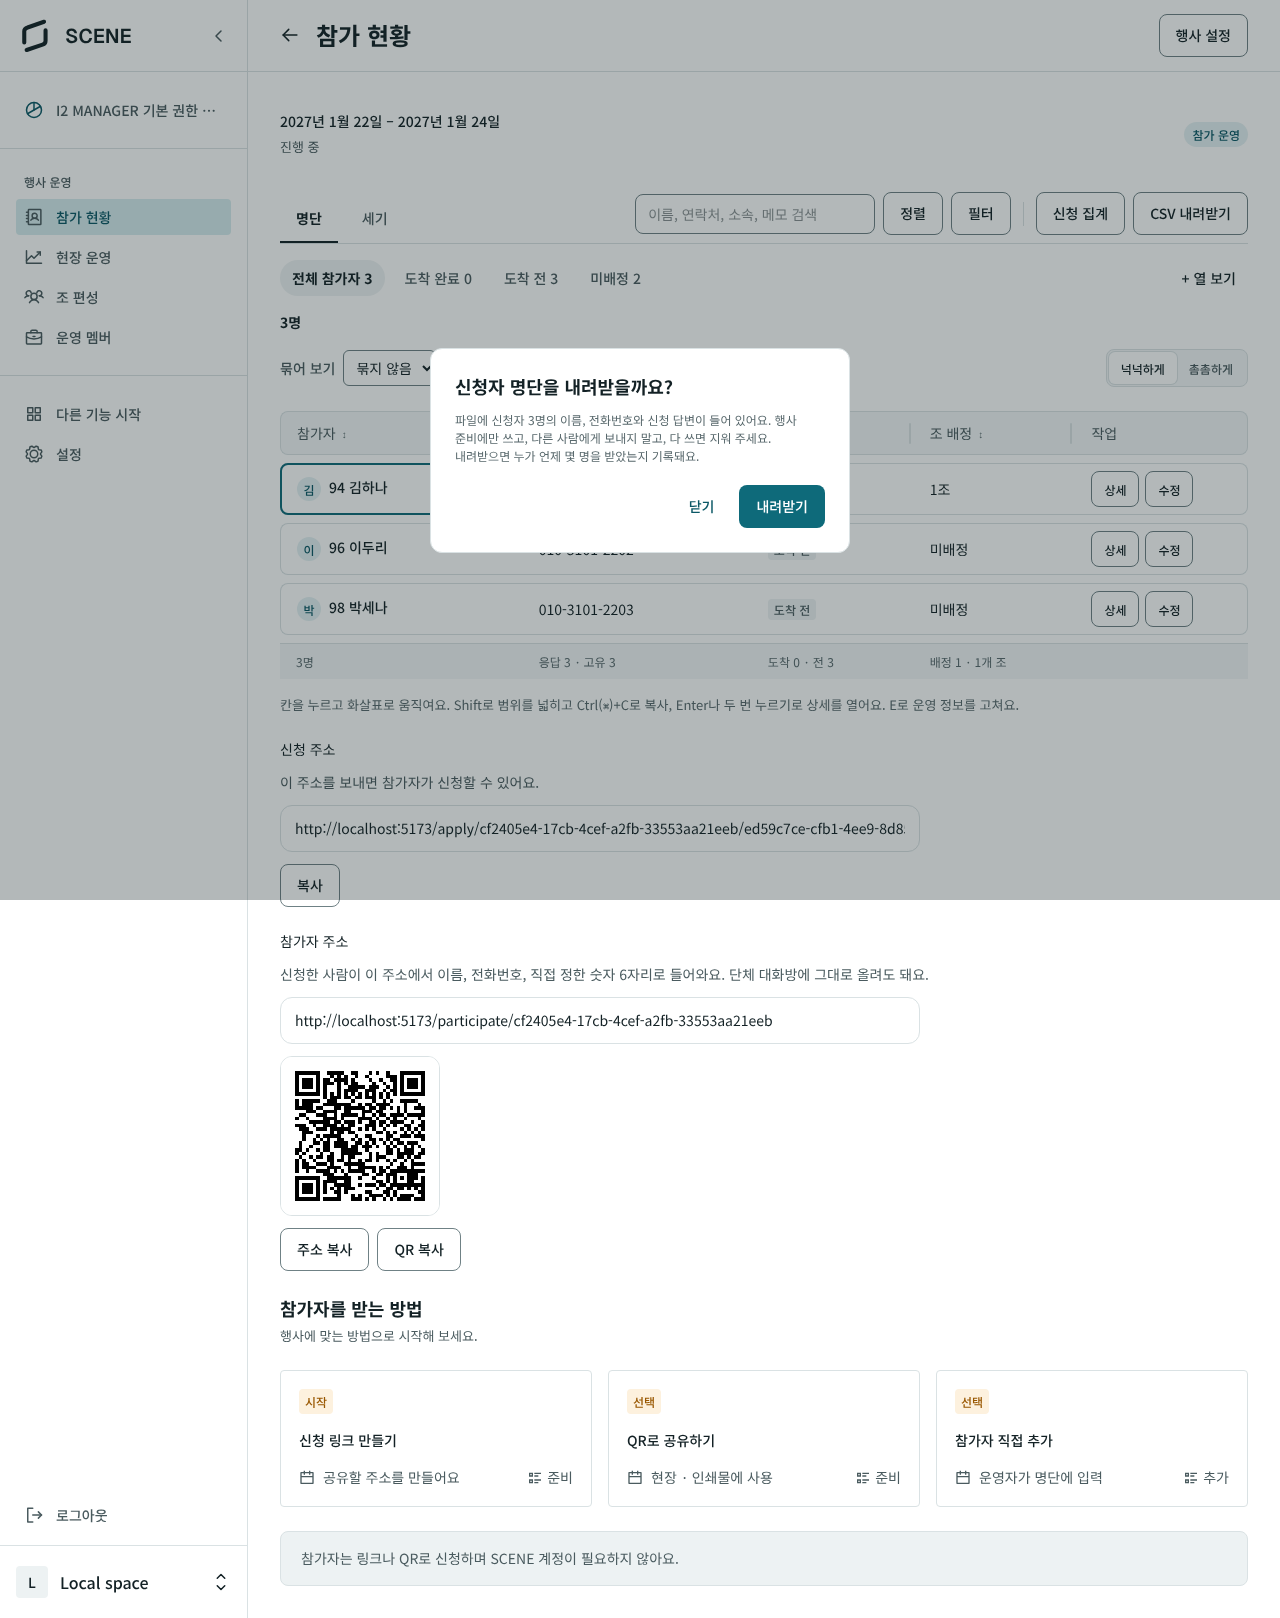 SCENE
참가 현황
행사 설정
I2 MANAGER 기본 권한 ···
행사 운영
참가 현황
현장 운영
조 편성
운영 멤버
다른 기능 시작
설정
2027년 1월 22일 – 2027년 1월 24일
진행 중
참가 운영
명단
세기
이름, 연락처, 소속, 메모 검색
정렬
필터
신청 집계
CSV 내려받기
전체 참가자 3
도착 완료 0
도착 전 3
미배정 2
+ 열 보기
3명
묶어 보기
묶지 않음
넉넉하게
촘촘하게
신청자 명단을 내려받을까요?
파일에 신청자 3명의 이름, 전화번호와 신청 답변이 들어 있어요. 행사
준비에만 쓰고, 다른 사람에게 보내지 말고, 다 쓰면 지워 주세요.
내려받으면 누가 언제 몇 명을 받았는지 기록돼요.
닫기
내려받기
참가자 ↕
조 배정 ↕
작업
김 94 김하나 1조 상세 수정
이 96 이두리 010-3101-2202 도착 전 미배정 상세 수정
박 98 박세나 010-3101-2203 도착 전 미배정 상세 수정
3명 응답 3 · 고유 3 도착 0 · 전 3 배정 1 · 1개 조
칸을 누르고 화살표로 움직여요. Shift로 범위를 넓히고 Ctrl(⌘)+C로 복사, Enter나 두 번 누르기로 상세를 열어요. E로 운영 정보를 고쳐요.
신청 주소
이 주소를 보내면 참가자가 신청할 수 있어요.
http://localhost:5173/apply/cf2405e4-17cb-4cef-a2fb-33553aa21eeb/ed59c7ce-cfb1-4ee9-8d8
복사
참가자 주소
신청한 사람이 이 주소에서 이름, 전화번호, 직접 정한 숫자 6자리로 들어와요. 단체 대화방에 그대로 올려도 돼요.
http://localhost:5173/participate/cf2405e4-17cb-4cef-a2fb-33553aa21eeb
주소 복사
QR 복사
참가자를 받는 방법
행사에 맞는 방법으로 시작해 보세요.
시작
신청 링크 만들기
공유할 주소를 만들어요
준비
선택
QR로 공유하기
현장 · 인쇄물에 사용
준비
선택
참가자 직접 추가
운영자가 명단에 입력
추가
참가자는 링크나 QR로 신청하며 SCENE 계정이 필요하지 않아요.
로그아웃
L
Local space